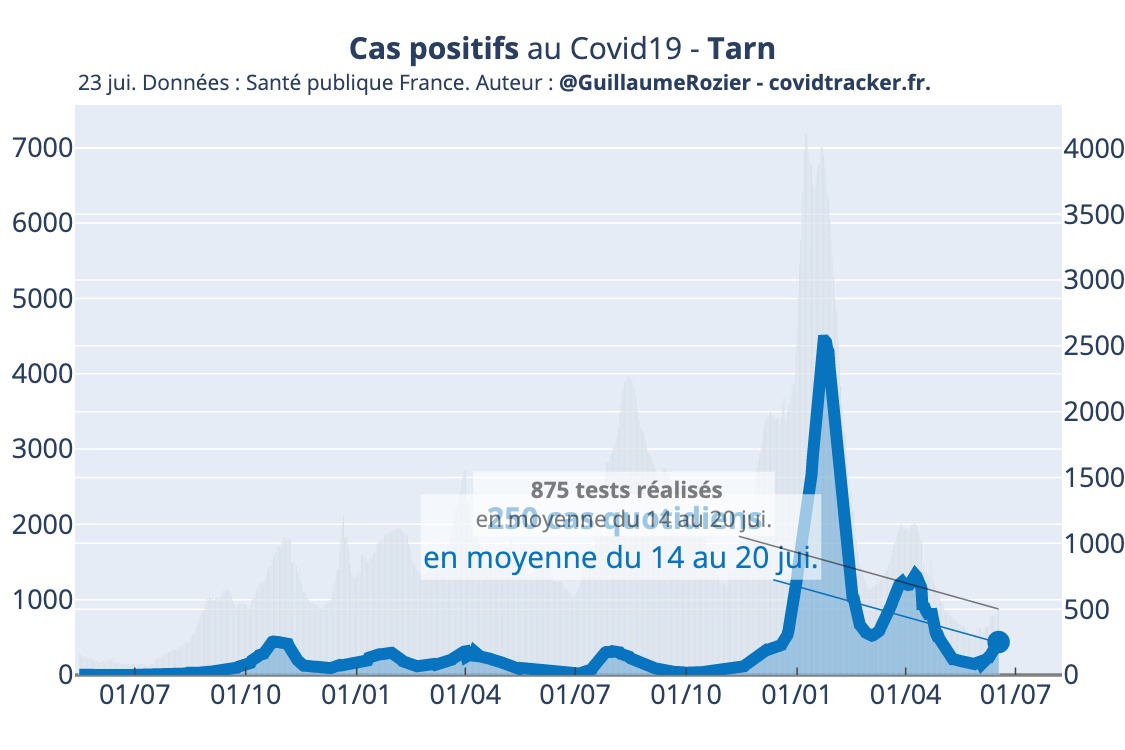 Cas positifs au Covid19 - Tarn
23 jui. Données : Santé publique France. Auteur : @GuillaumeRozier - covidtracker.fr.
7000
6000
5000
4000
3000
2000
1000
0
4000
3500
3000
2500
2000
1500
1000
500
0
875 tests réalisés
en moyenne du 14 au 20 jui.
250 cas quotidiens
en moyenne du 14 au 20 jui.
01/07 01/10 01/01 01/04 01/07 01/10 01/01 01/04 01/07